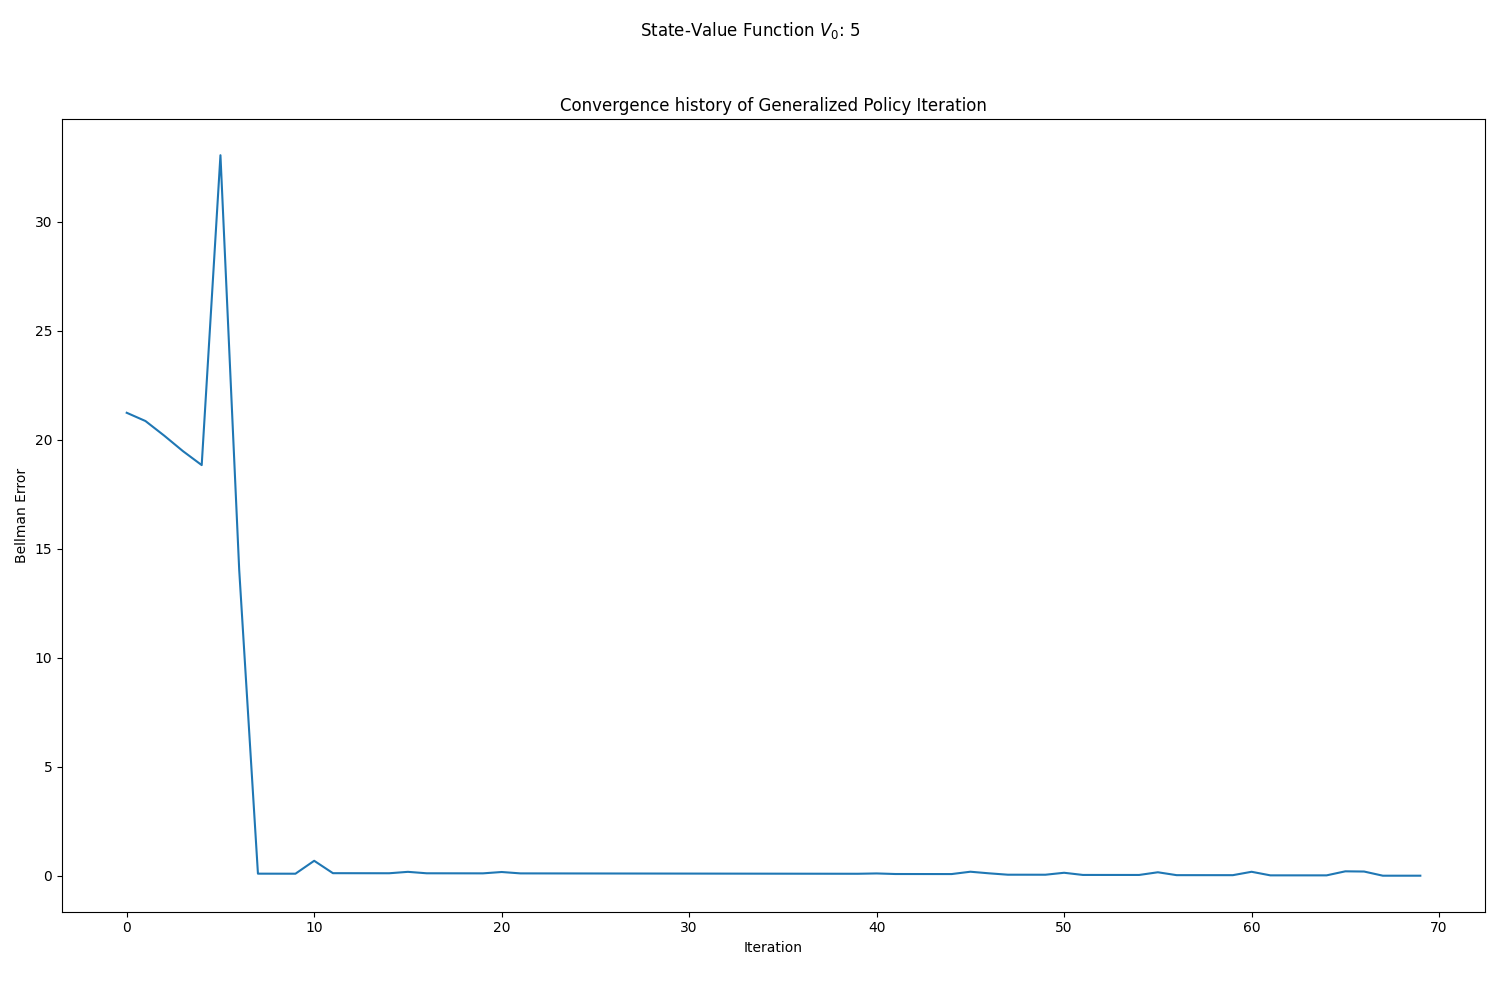 State-Value Function V₀: 5
Convergence history of Generalized Policy Iteration
30
25
20
15
10
5
0
Bellman Error
0 10 20 30 40 50 60 70
Iteration